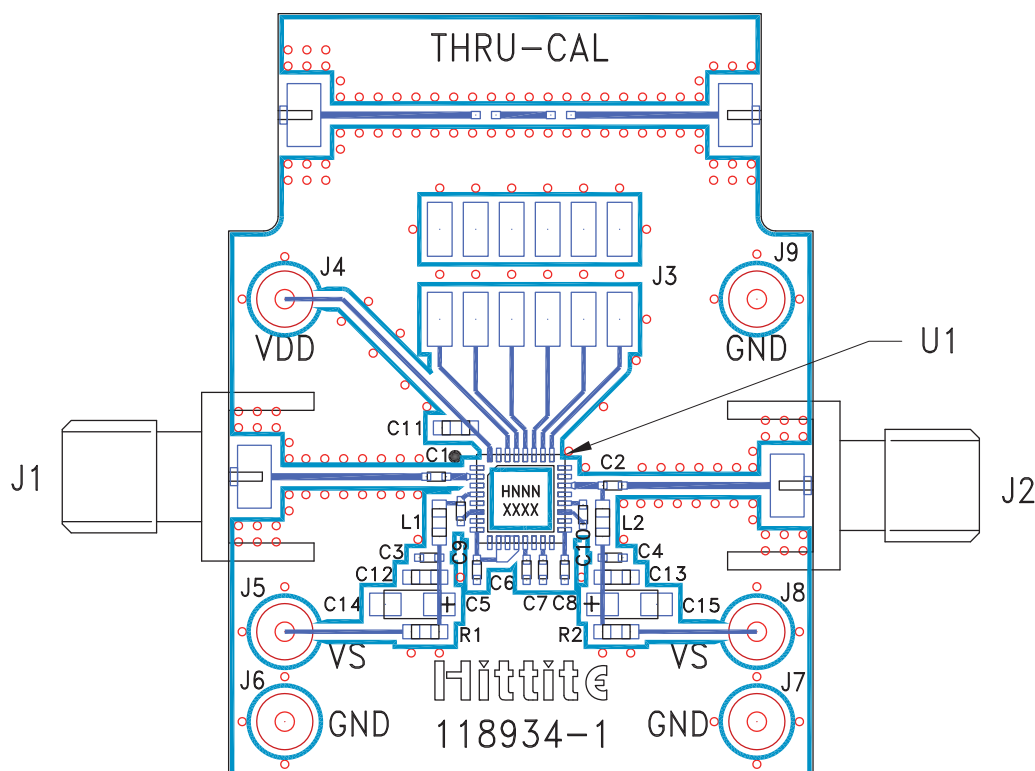 THRU-CAL
J4
J9
J3
VDD
GND
U1
C11
C1
C2
J1
J2
HNNN
XXXX
L1
L2
C3
C9
C10
C4
C12
C6
C13
J5
C14
+
C5
C7
C8
+
C15
J8
R1
R2
VS
VS
J6
J7
GND
GND
Hittite
118934-1